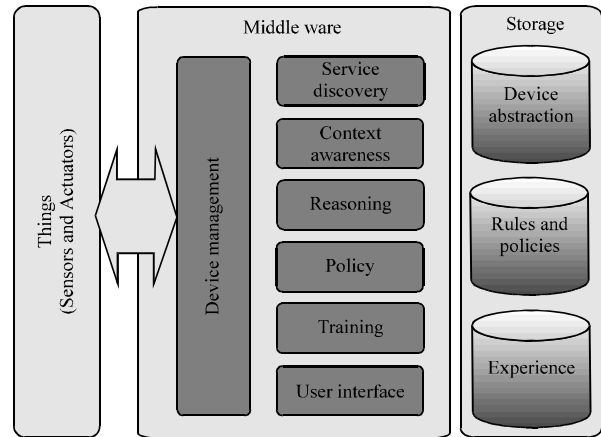 Things
(Sensors and Actuators)
Middle ware
Device management
Service
discovery
Context
awareness
Reasoning
Policy
Training
User interface
Storage
Device
abstraction
Rules and
policies
Experience